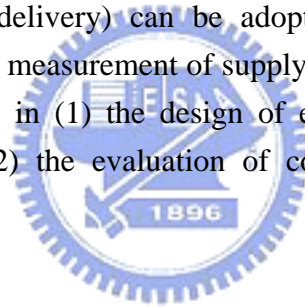 delivery) can be adopt
measurement of supply
in (1) the design of e
2) the evaluation of co
1896